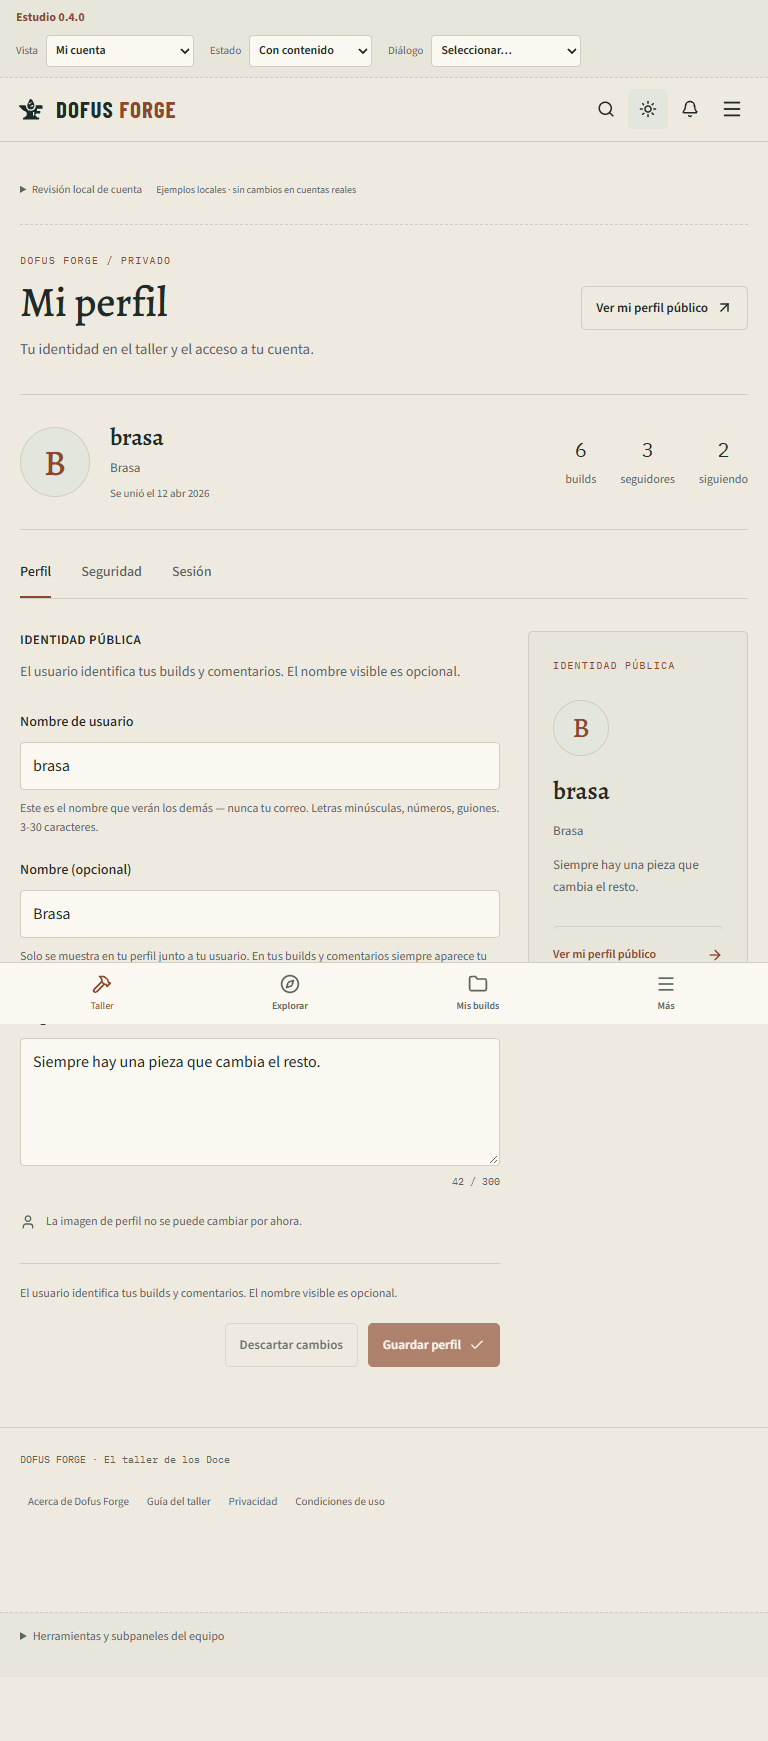 Estudio 0.4.0
Vista Mi cuenta Estado Con contenido Diálogo Seleccionar...
DOFUS FORGE
Revisión local de cuenta Ejemplos locales · sin cambios en cuentas reales
DOFUS FORGE / PRIVADO
Mi perfil
Ver mi perfil público
Tu identidad en el taller y el acceso a tu cuenta.
B
brasa
Brasa
Se unió el 12 abr 2026
6 3 2
builds seguidores siguiendo
Perfil Seguridad Sesión
IDENTIDAD PÚBLICA
El usuario identifica tus builds y comentarios. El nombre visible es opcional.
Nombre de usuario
brasa
Este es el nombre que verán los demás — nunca tu correo. Letras minúsculas, números, guiones.
3-30 caracteres.
Nombre (opcional)
Brasa
Solo se muestra en tu perfil junto a tu usuario. En tus builds y comentarios siempre aparece tu
IDENTIDAD PÚBLICA
B
brasa
Brasa
Siempre hay una pieza que
cambia el resto.
Ver mi perfil público
Taller Explorar Mis builds Más
Siempre hay una pieza que cambia el resto.
42 / 300
La imagen de perfil no se puede cambiar por ahora.
El usuario identifica tus builds y comentarios. El nombre visible es opcional.
Descartar cambios Guardar perfil
DOFUS FORGE · El taller de los Doce
Acerca de Dofus Forge Guía del taller Privacidad Condiciones de uso
Herramientas y subpaneles del equipo